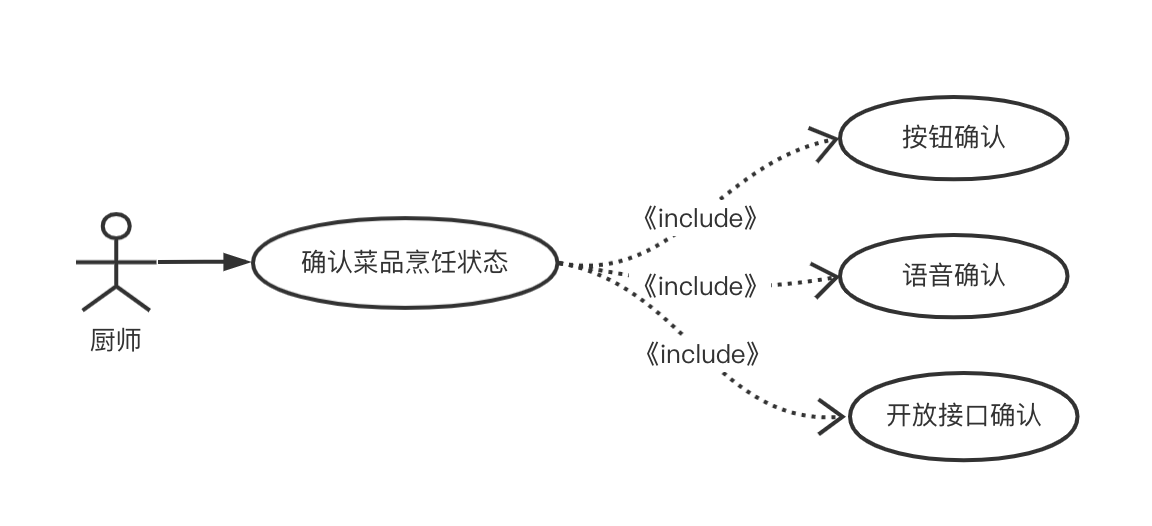 按钮确认
《include》
确认菜品烹饪状态
《include》
语音确认
厨师
《include》
开放接口确认